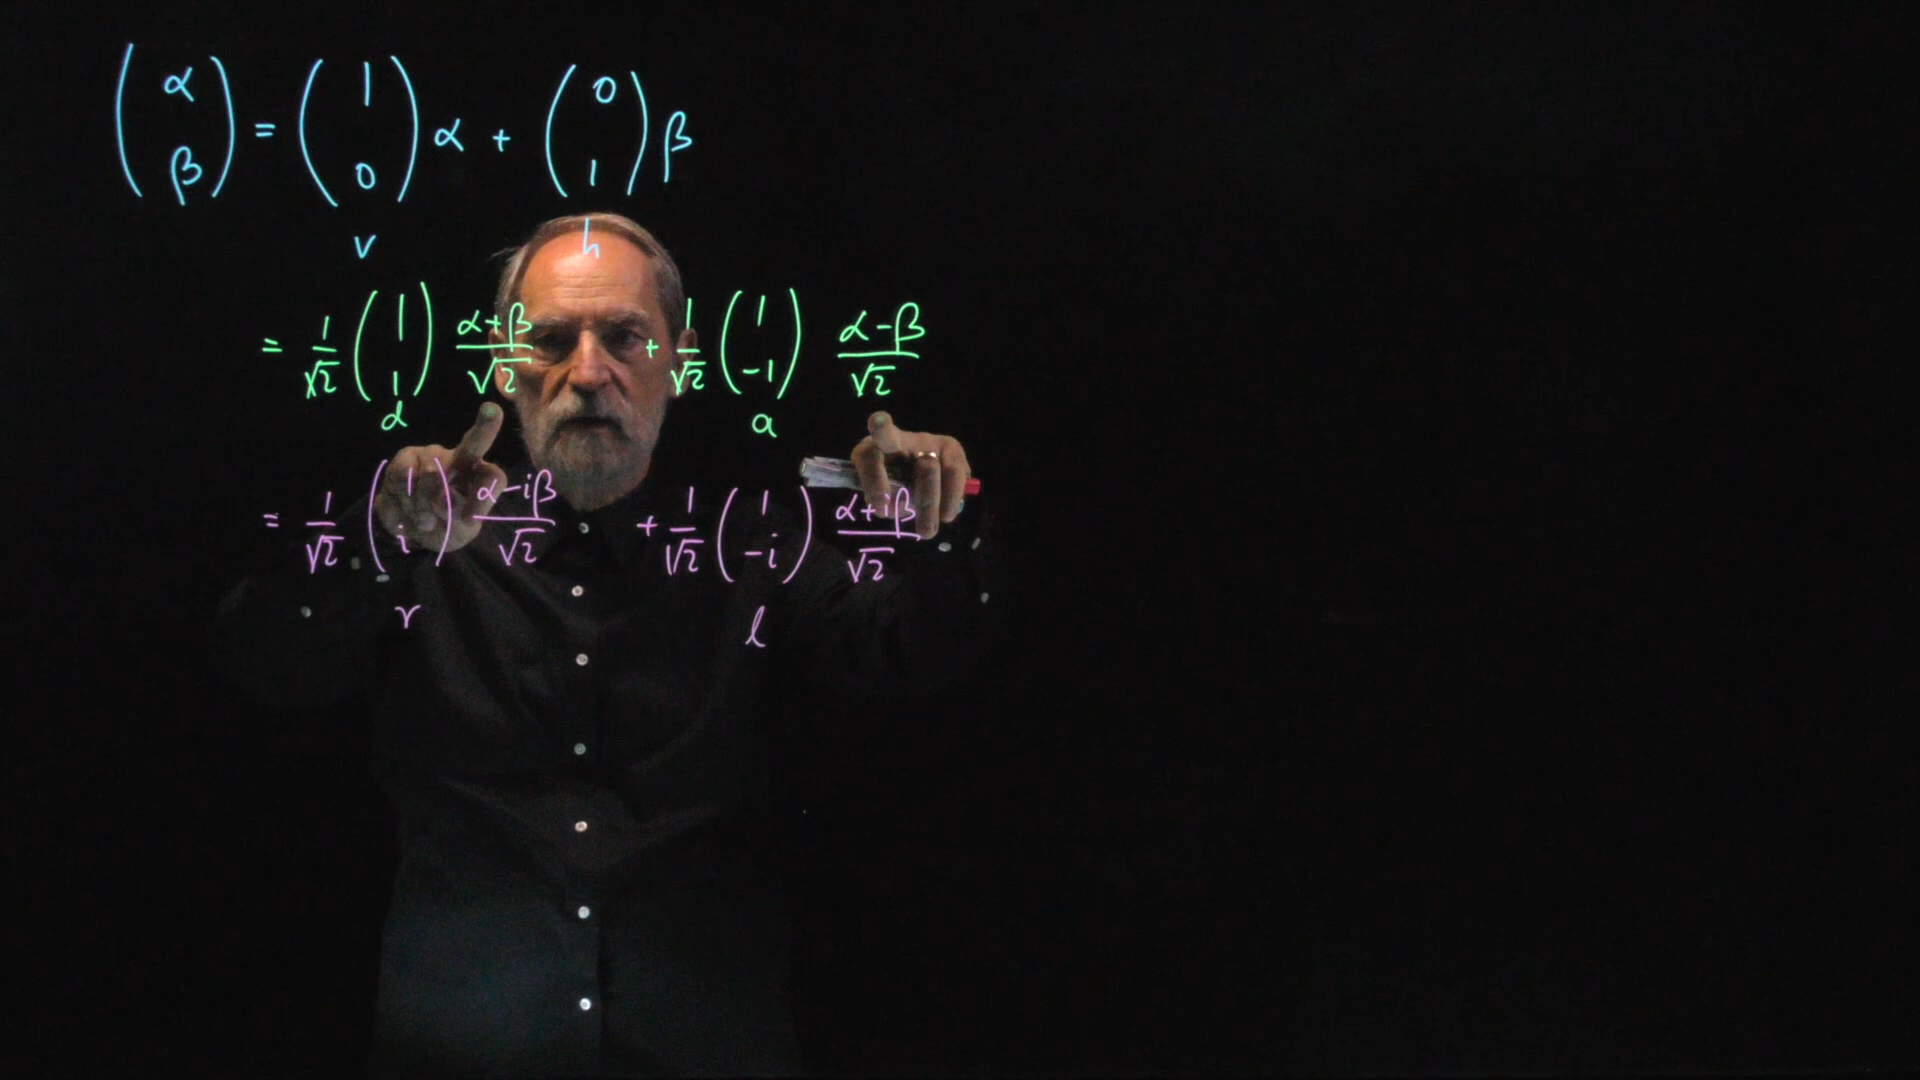 (α β) = (1 0) α + (0 1) β
v h
= 1/√2 (1 1) α+β/√2 + 1/√2 (1 -1) α-β/√2
d a
= 1/√2 (1 i) α-iβ/√2 + 1/√2 (1 -i) α+iβ/√2
r l